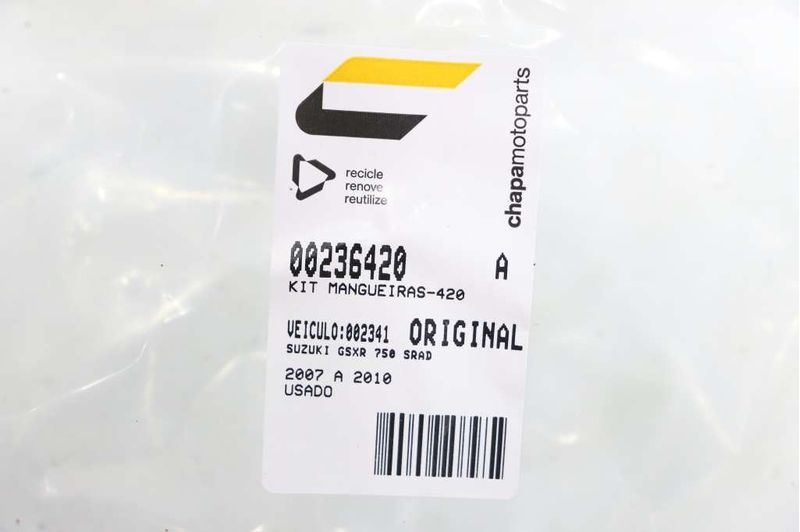 chapamotoparts
recicle
renove
reutilize
00236420 A
KIT MANGUEIRAS-420
VEICULO:002341 ORIGINAL
SUZUKI GSXR 750 SRAD
2007 A 2010
USADO